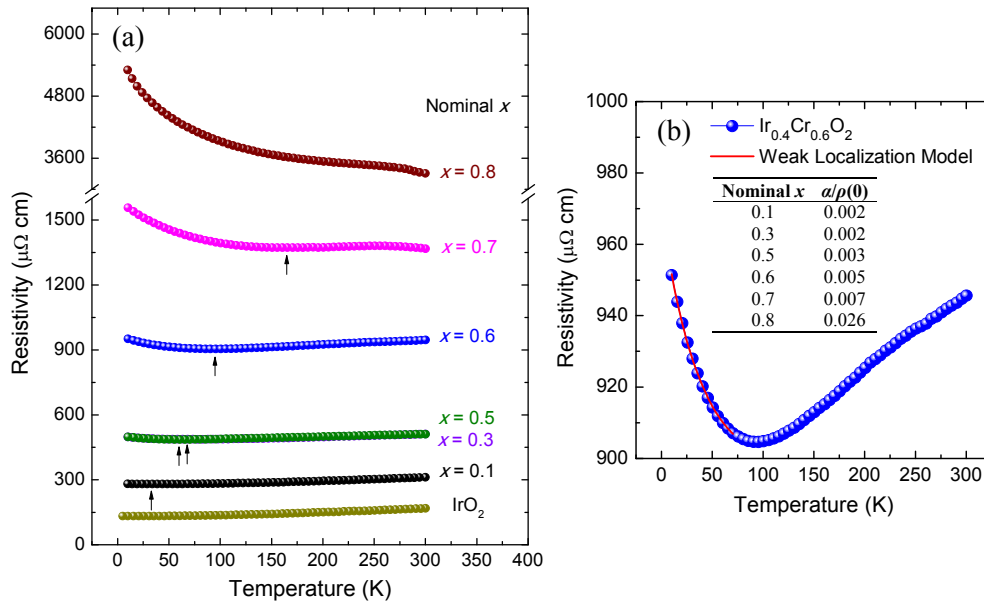 (a)
6000
4800
3600
1500
1200
900
600
300
0
Resistivity (μΩ cm)
Nominal x
x = 0.8
x = 0.7
x = 0.6
x = 0.5
x = 0.3
x = 0.1
IrO2
0 50 100 150 200 250 300 350 400
Temperature (K)
(b)
1000
980
960
940
920
900
Resistivity (μΩ cm)
Ir0.4Cr0.6O2
Weak Localization Model
Nominal x α/ρ(0)
0.1 0.002
0.3 0.002
0.5 0.003
0.6 0.005
0.7 0.007
0.8 0.026
0 50 100 150 200 250 300
Temperature (K)